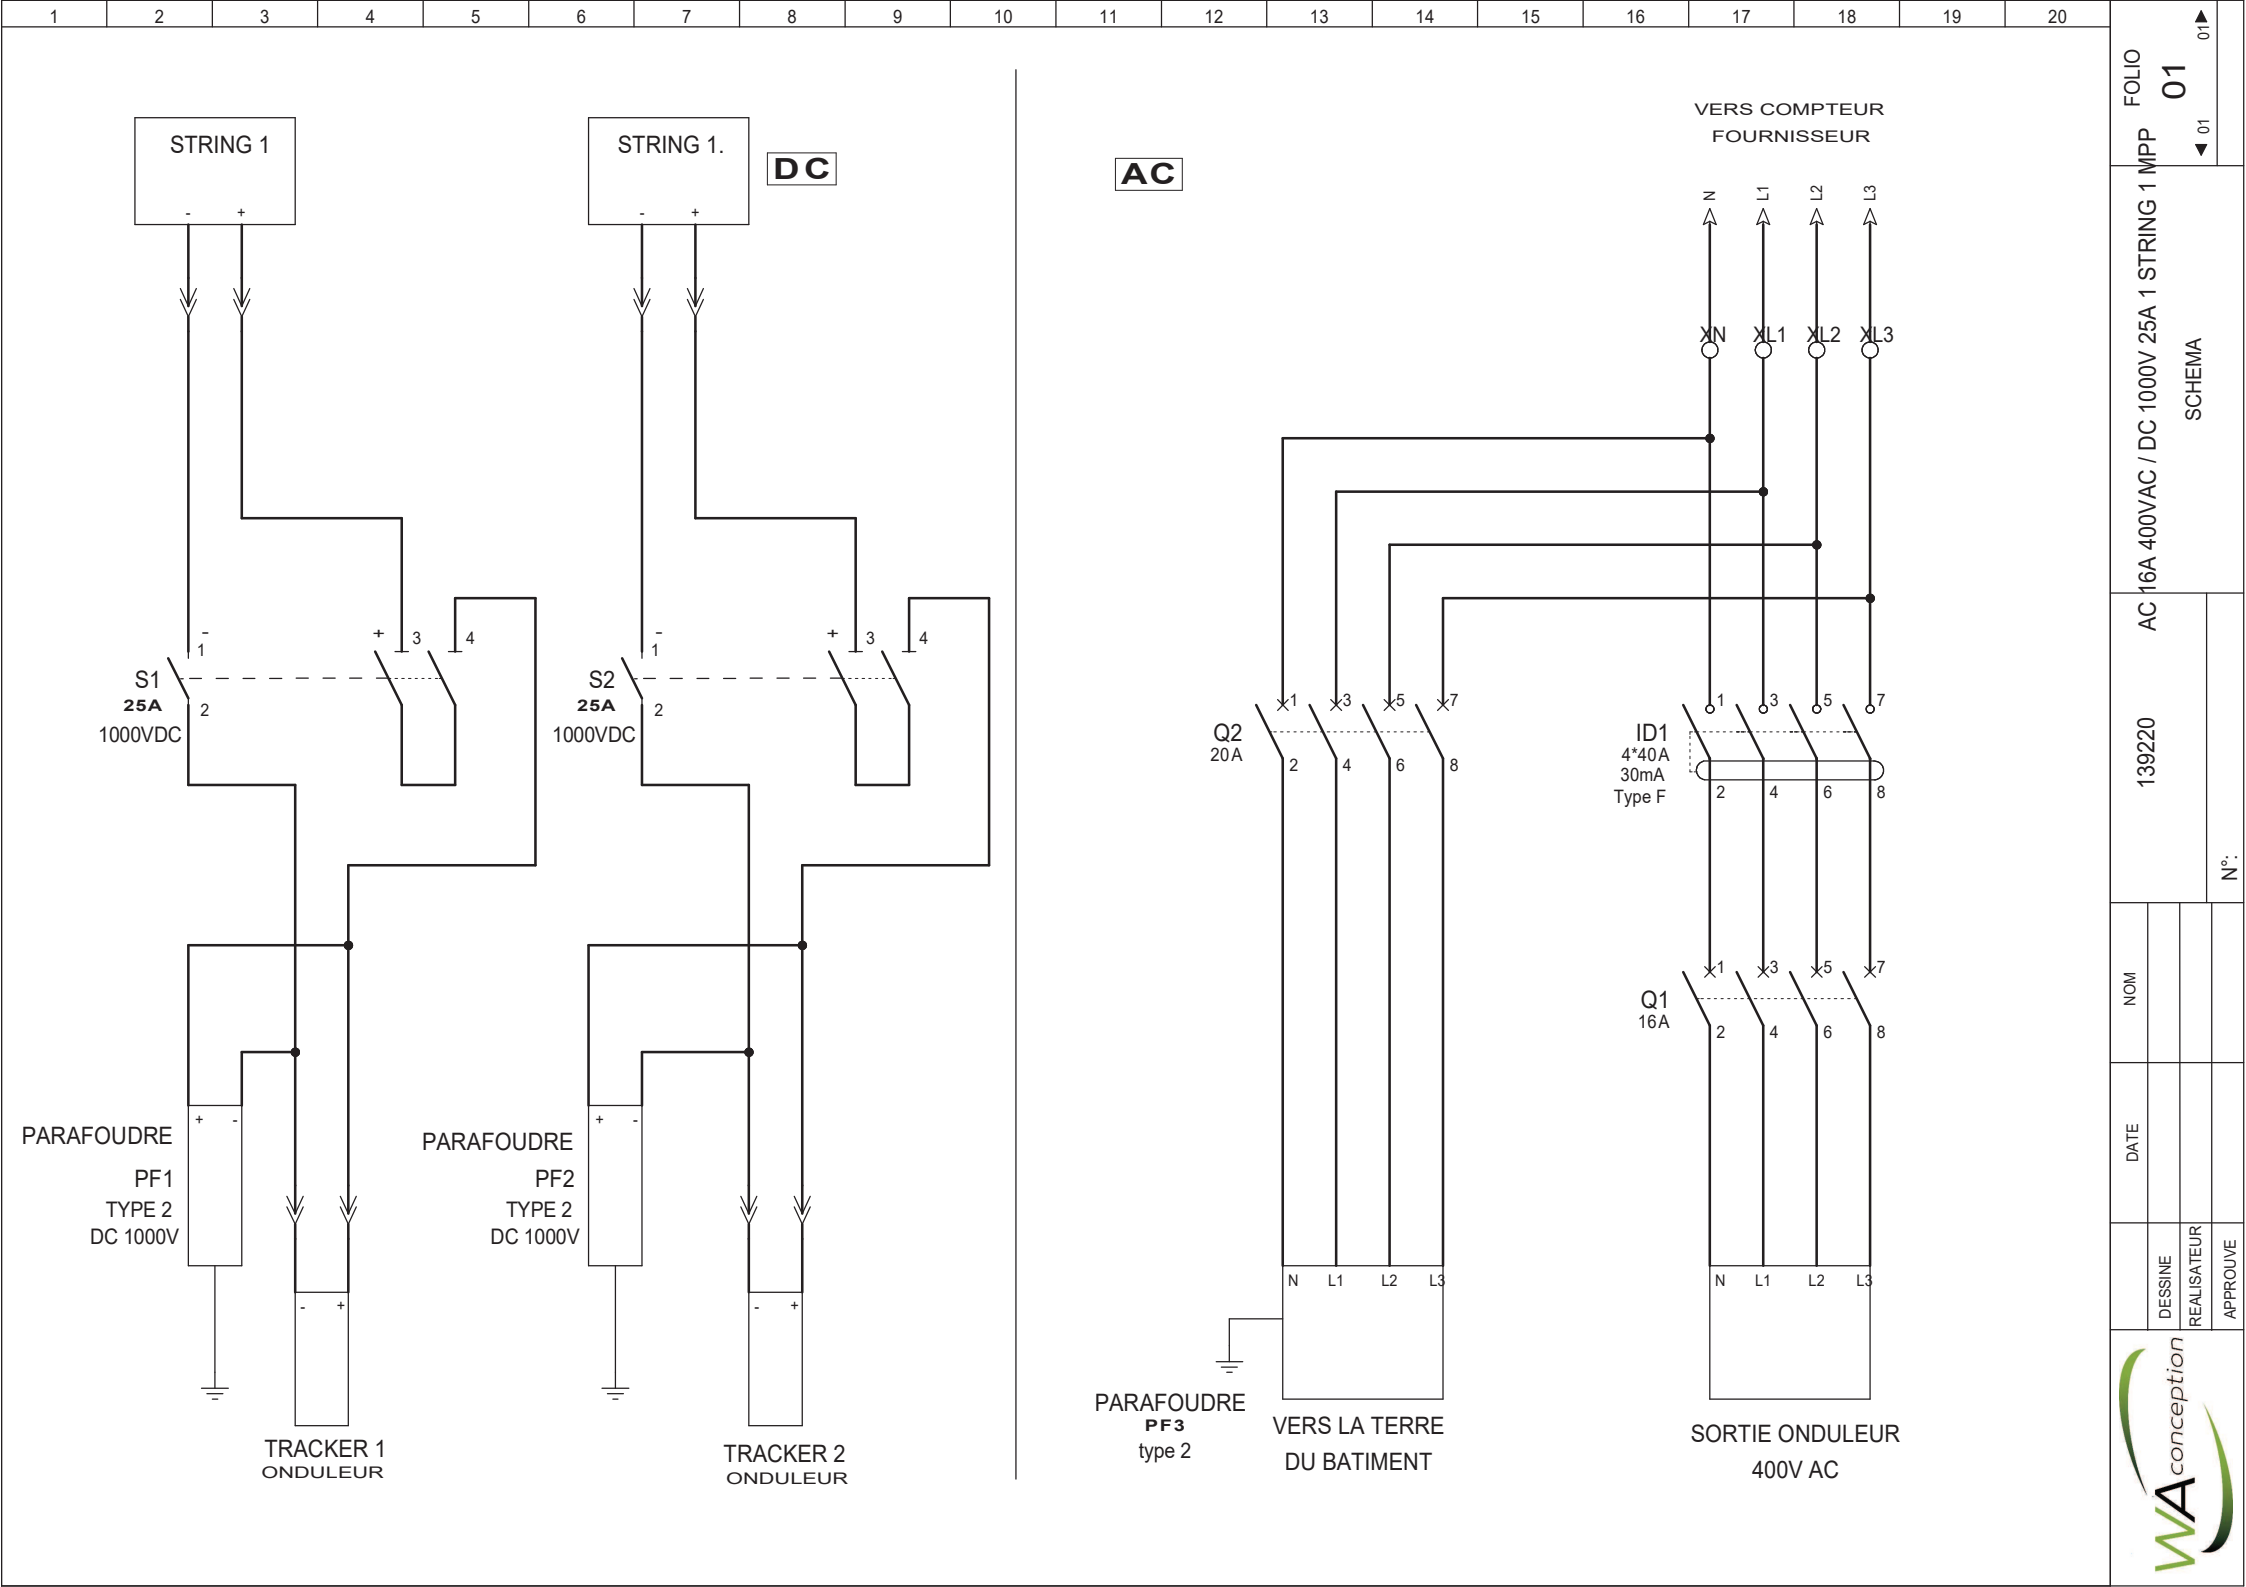 1 2 3 4 5 6 7 8 9 10 11 12 13 14 15 16 17 18 19 20
STRING 1
- +
STRING 1.
- +
DC
AC
VERS COMPTEUR
FOURNISSEUR
N L1 L2 L3
XN XL1 XL2 XL3
- 1
2
+ 3 4
S1
25A
1000VDC
- 1
2
+ 3 4
S2
25A
1000VDC
1 3 5 7
Q2
20A
2 4 6 8
1 3 5 7
ID1
4*40A
30mA
Type F
2 4 6 8
1 3 5 7
Q1
16A
2 4 6 8
+ -
PARAFOUDRE
PF1
TYPE 2
DC 1000V
- +
TRACKER 1
ONDULEUR
+ -
PARAFOUDRE
PF2
TYPE 2
DC 1000V
- +
TRACKER 2
ONDULEUR
N L1 L2 L3
PARAFOUDRE
PF3
type 2
VERS LA TERRE
DU BATIMENT
N L1 L2 L3
SORTIE ONDULEUR
400V AC
FOLIO
01
01
01
AC 16A 400VAC / DC 1000V 25A 1 STRING 1 MPP
SCHEMA
139220
N°:
NOM
DATE
DESSINE
REALISATEUR
APPROUVE
WA conception